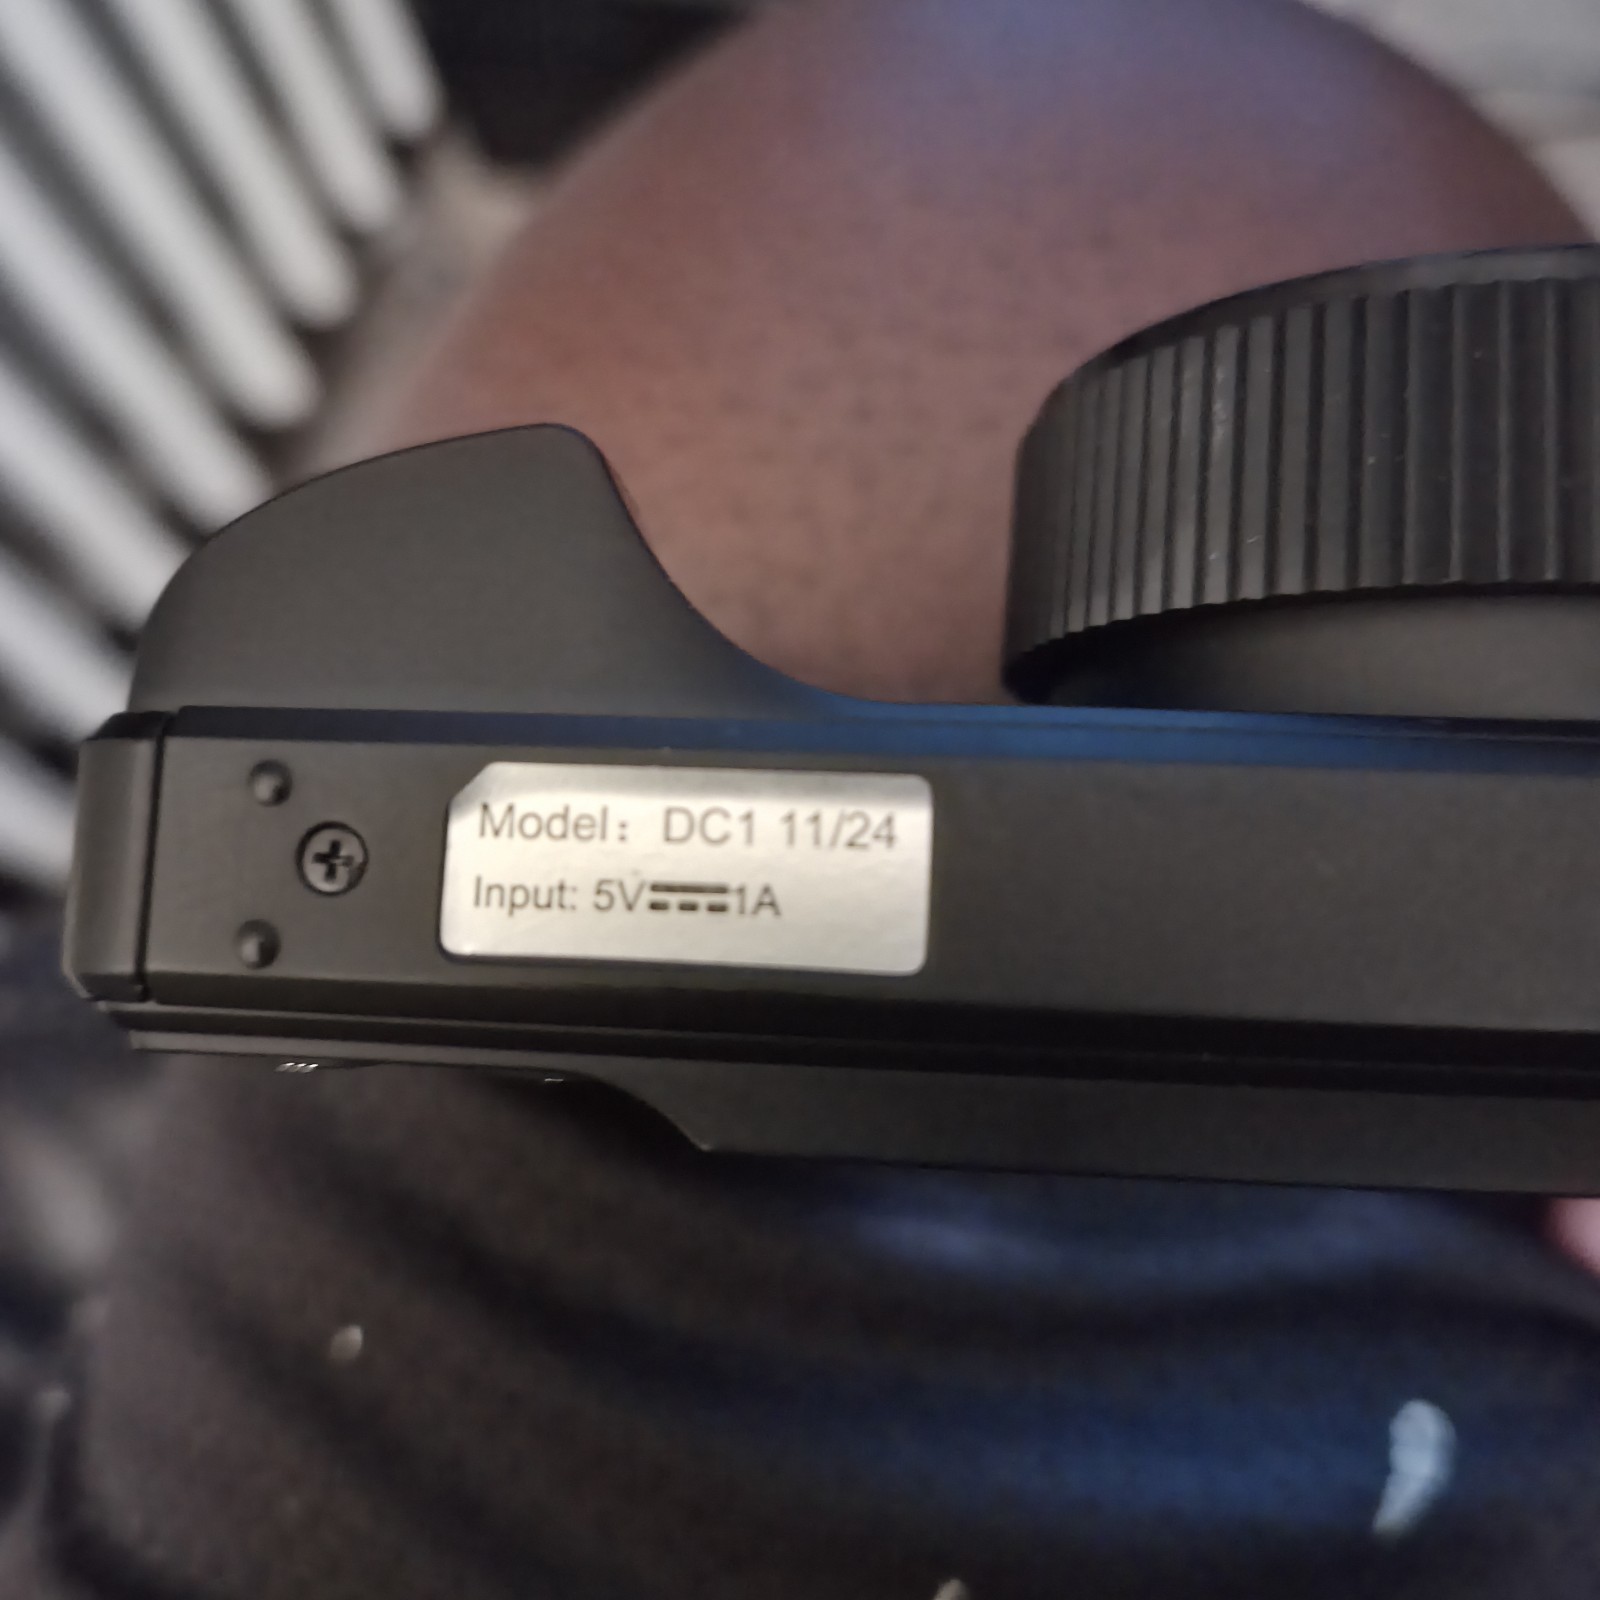 Model: DC1 11/24
Input: 5V⎓1A